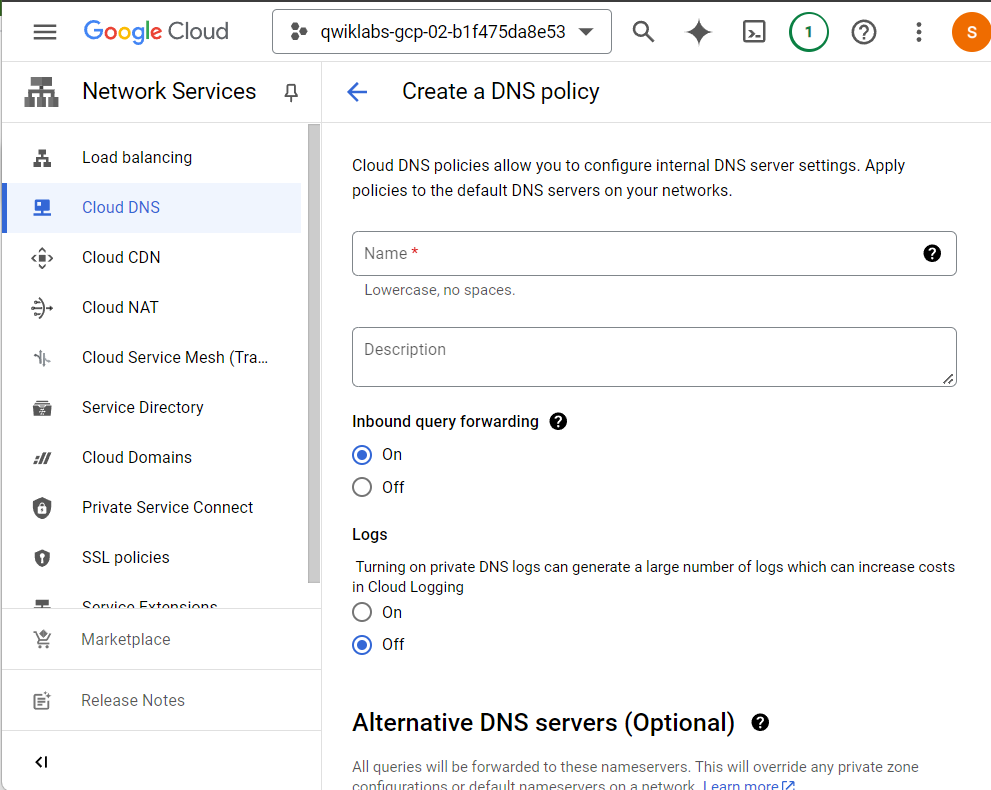 Google Cloud
qwiklabs-gcp-02-b1f475da8e53
1
S
Network Services
Create a DNS policy
Load balancing
Cloud DNS
Cloud CDN
Cloud NAT
Cloud Service Mesh (Tra...
Service Directory
Cloud Domains
Private Service Connect
SSL policies
Service Extensions
Marketplace
Release Notes
Cloud DNS policies allow you to configure internal DNS server settings. Apply
policies to the default DNS servers on your networks.
Name *
Lowercase, no spaces.
Description
Inbound query forwarding
On
Off
Logs
Turning on private DNS logs can generate a large number of logs which can increase costs
in Cloud Logging
On
Off
Alternative DNS servers (Optional)
All queries will be forwarded to these nameservers. This will override any private zone
configurations or default nameservers on a network. Learn more